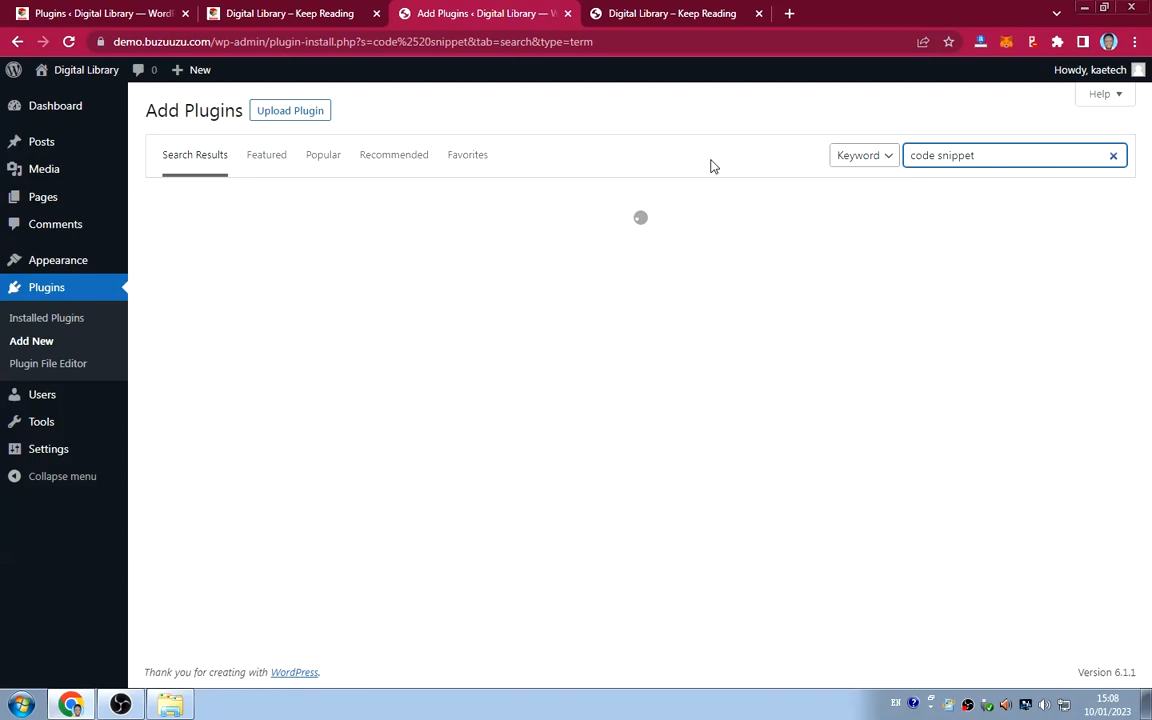 Plugins ‹ Digital Library — WordP
Digital Library – Keep Reading
Add Plugins ‹ Digital Library — W
Digital Library – Keep Reading
demo.buzuuzu.com/wp-admin/plugin-install.php?s=code%2520snippet&tab=search&type=term
Digital Library
0
New
Howdy, kaetech
Dashboard
Posts
Media
Pages
Comments
Appearance
Plugins
Installed Plugins
Add New
Plugin File Editor
Users
Tools
Settings
Collapse menu
Add Plugins
Upload Plugin
Help
Search Results
Featured
Popular
Recommended
Favorites
Keyword
code snippet
Thank you for creating with WordPress.
Version 6.1.1
EN
15:08
10/01/2023